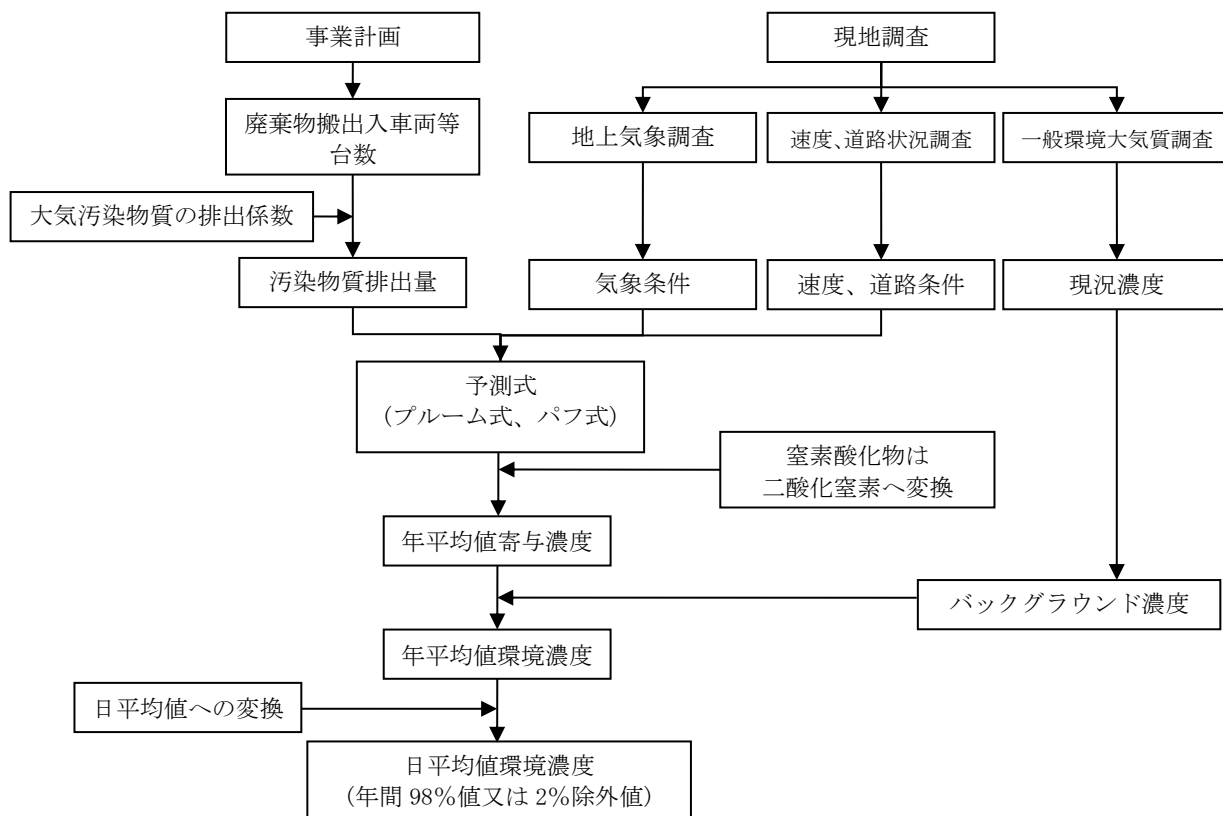 事業計画
現地調査
廃棄物搬出入車両等
台数
地上気象調査
速度、道路状況調査
一般環境大気質調査
大気汚染物質の排出係数
汚染物質排出量
気象条件
速度、道路条件
現況濃度
予測式
（プルーム式、パフ式）
窒素酸化物は
二酸化窒素へ変換
年平均値寄与濃度
バックグラウンド濃度
年平均値環境濃度
日平均値への変換
日平均値環境濃度
（年間 98％値又は 2％除外値）